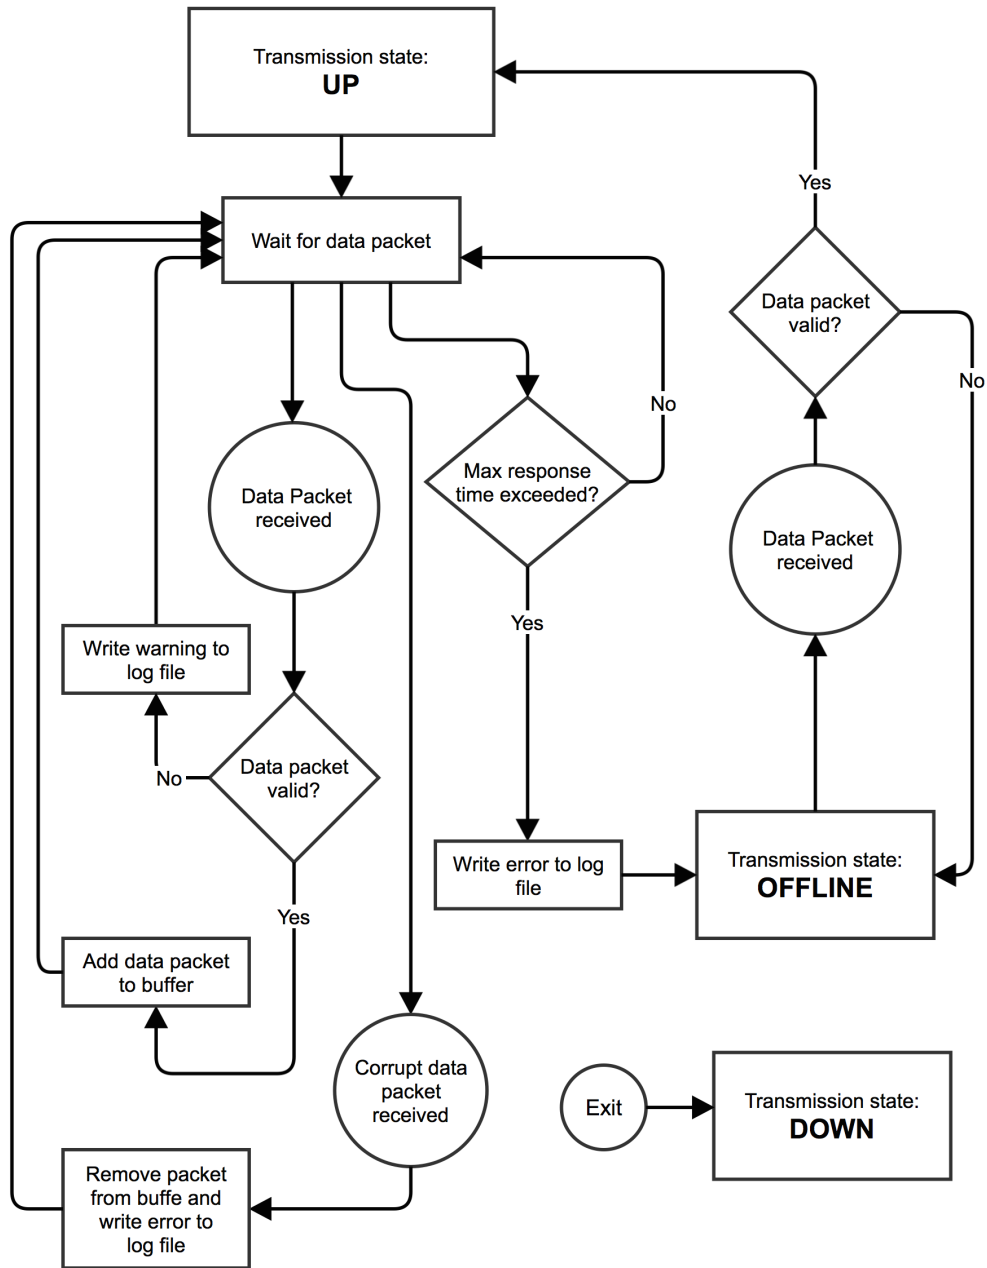 Transmission state:
UP
Yes
Wait for data packet
Data packet
valid?
No
No
Max response
time exceeded?
Data Packet
received
Data Packet
received
Yes
Write warning to
log file
Data packet
valid?
No
Write error to log
file
Transmission state:
OFFLINE
Yes
Add data packet
to buffer
Corrupt data
packet
received
Exit
Transmission state:
DOWN
Remove packet
from buffe and
write error to
log file